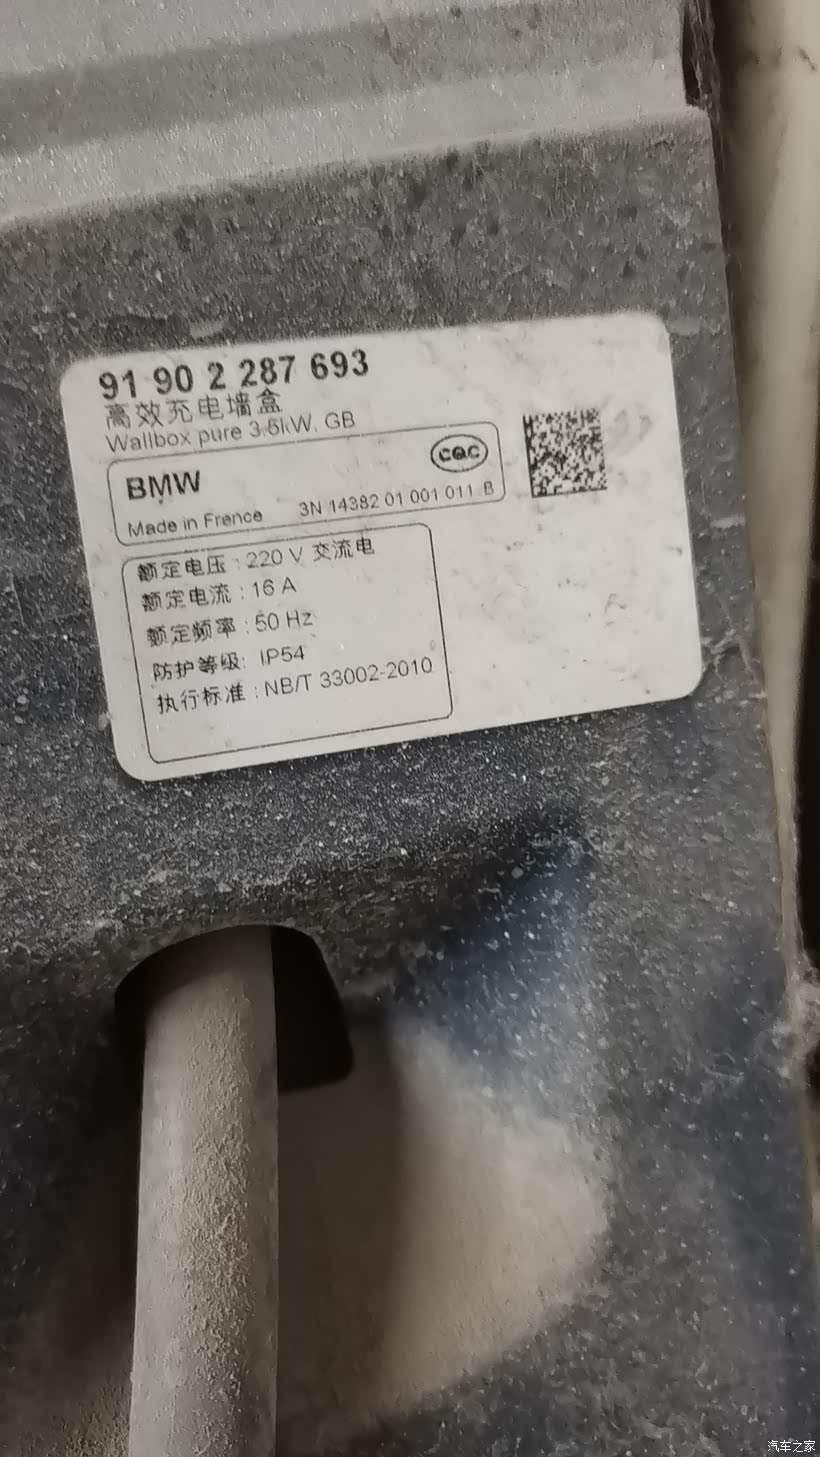 91 90 2 287 693
高效充电墙盒
Wallbox pure 3.5kW, GB
CQC
BMW
Made in France 3N 14382 01 001 011 B
额定电压 : 220 V 交流电
额定电流 : 16 A
额定频率 : 50 Hz
防护等级: IP54
执行标准 : NB/T 33002-2010
汽车之家